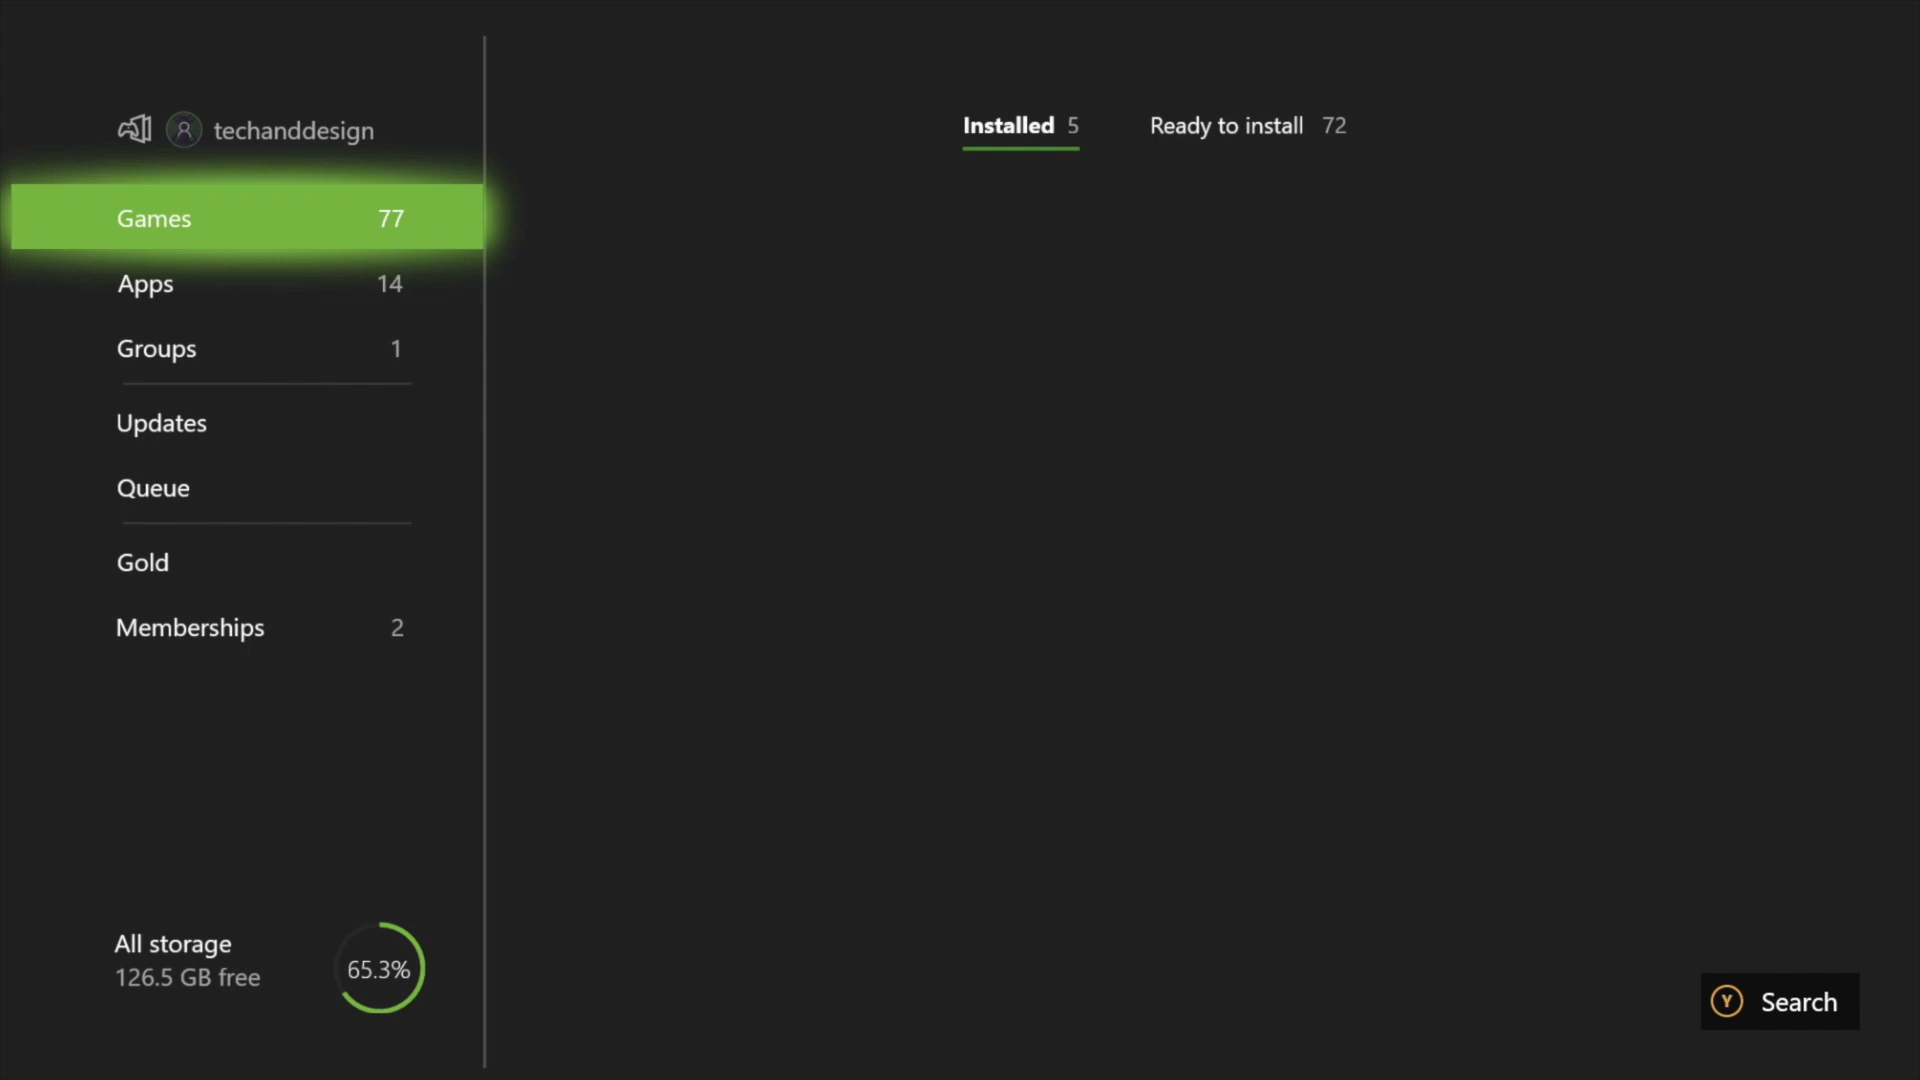 techanddesign
Games 77
Apps 14
Groups 1
Updates
Queue
Gold
Memberships 2
All storage
126.5 GB free
65.3%
Installed 5
Ready to install 72
Y Search